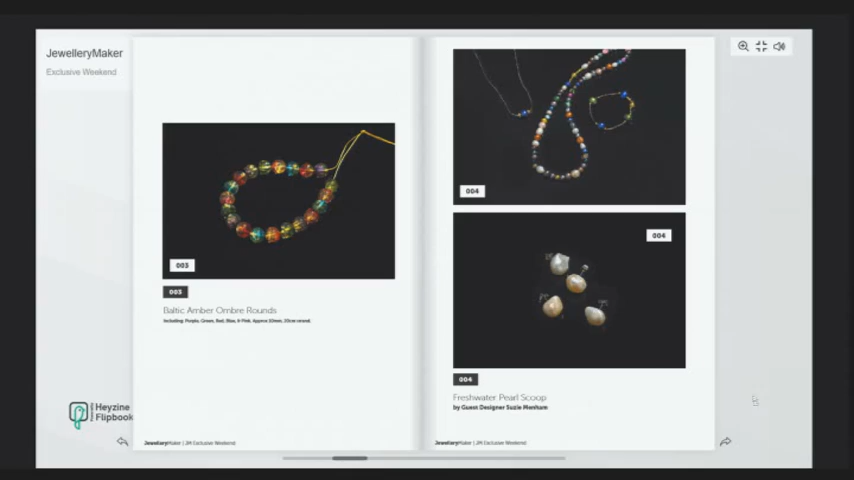 JewelleryMaker
Exclusive Weekend
003
003
Baltic Amber Ombre Rounds
Including: Purple, Green, Red, Blue, & Pink, Approx 10mm, 20cm strand.
JewelleryMaker | JM Exclusive Weekend
004
004
004
Freshwater Pearl Scoop
by Guest Designer Suzie Menham
JewelleryMaker | JM Exclusive Weekend
Heyzine
Flipbook